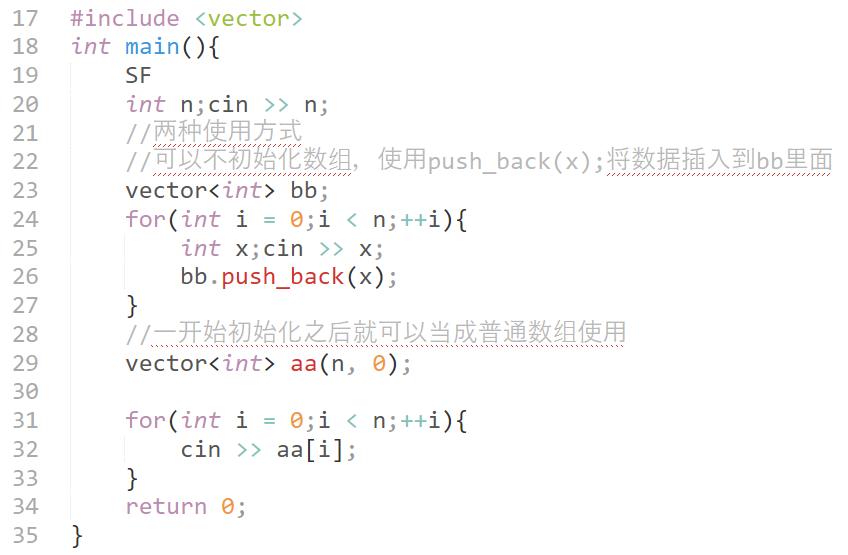 17 #include <vector>
18 int main(){
19     SF
20     int n;cin >> n;
21     //两种使用方式
22     //可以不初始化数组，使用push_back(x);将数据插入到bb里面
23     vector<int> bb;
24     for(int i = 0;i < n;++i){
25         int x;cin >> x;
26         bb.push_back(x);
27     }
28     //一开始初始化之后就可以当成普通数组使用
29     vector<int> aa(n, 0);
30
31     for(int i = 0;i < n;++i){
32         cin >> aa[i];
33     }
34     return 0;
35 }